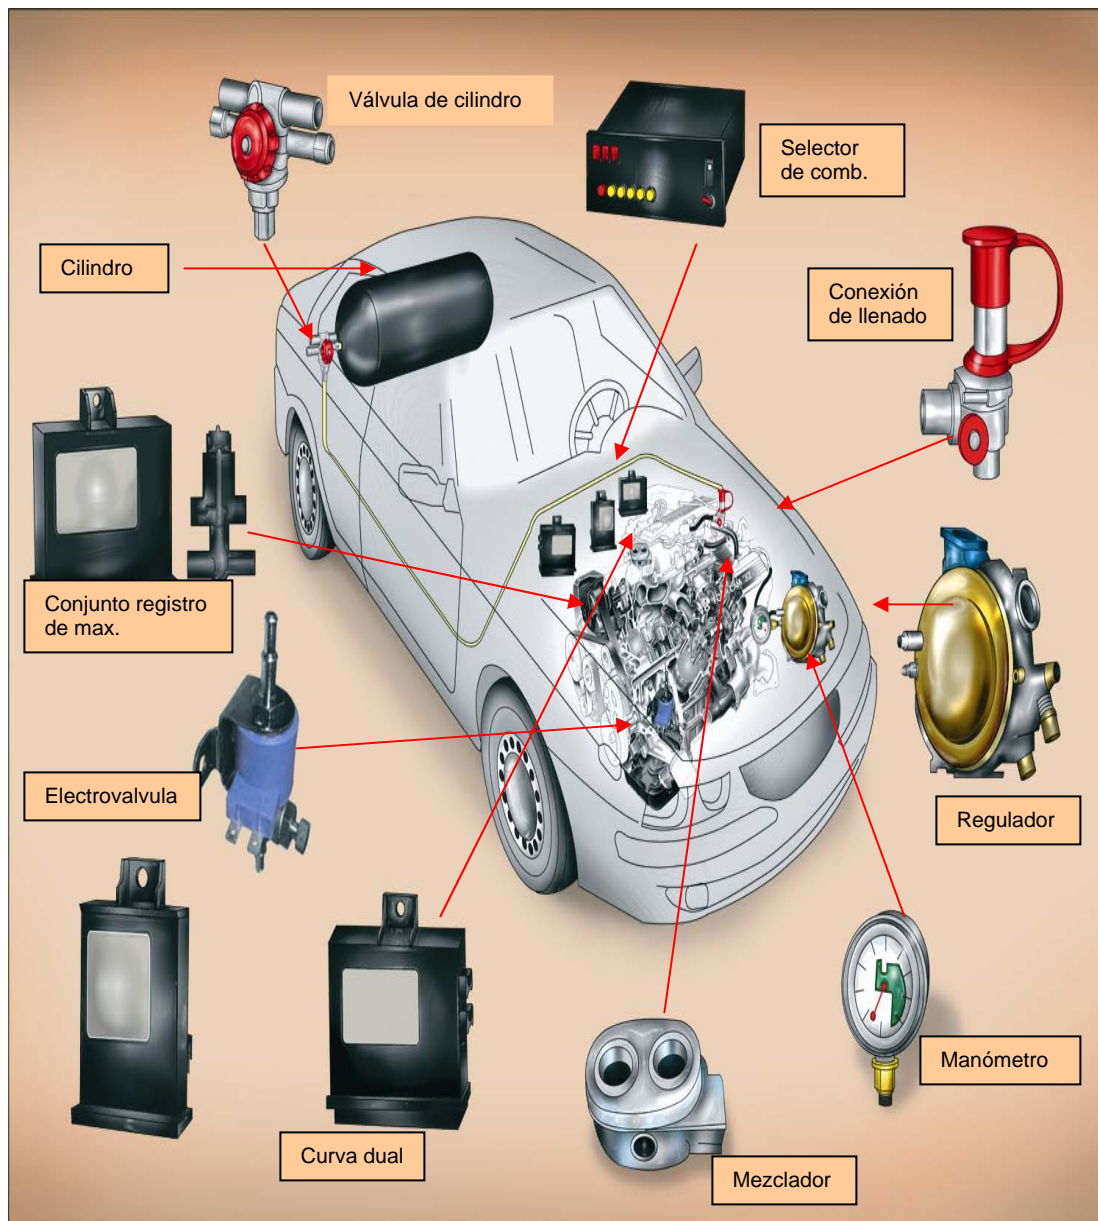 Válvula de cilindro
Selector
de comb.
Cilindro
Conexión
de llenado
Conjunto registro
de max.
Electrovalvula
Regulador
Manómetro
Curva dual
Mezclador